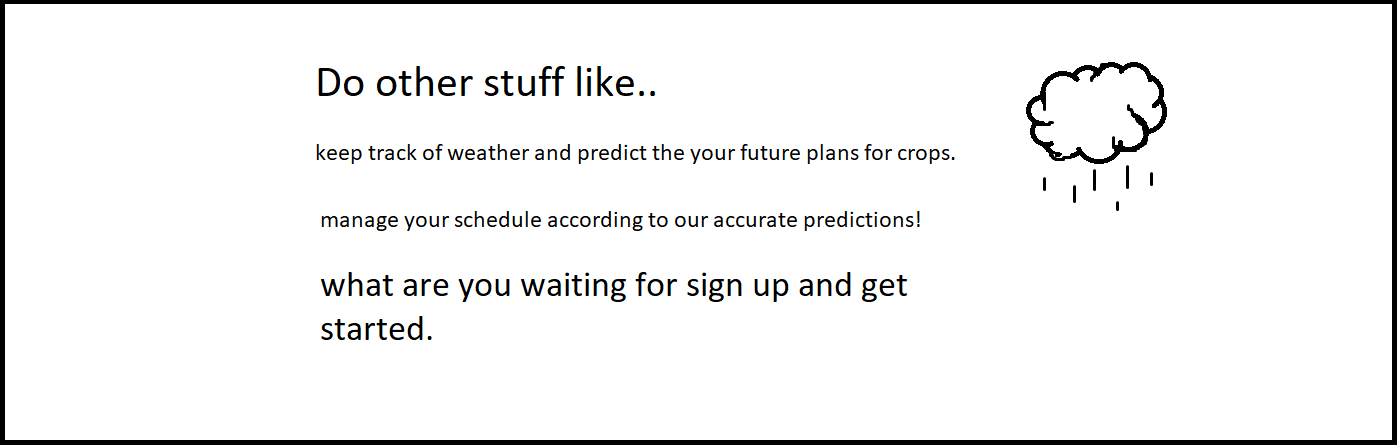 Do other stuff like..
keep track of weather and predict the your future plans for crops.
manage your schedule according to our accurate predictions!
what are you waiting for sign up and get
started.